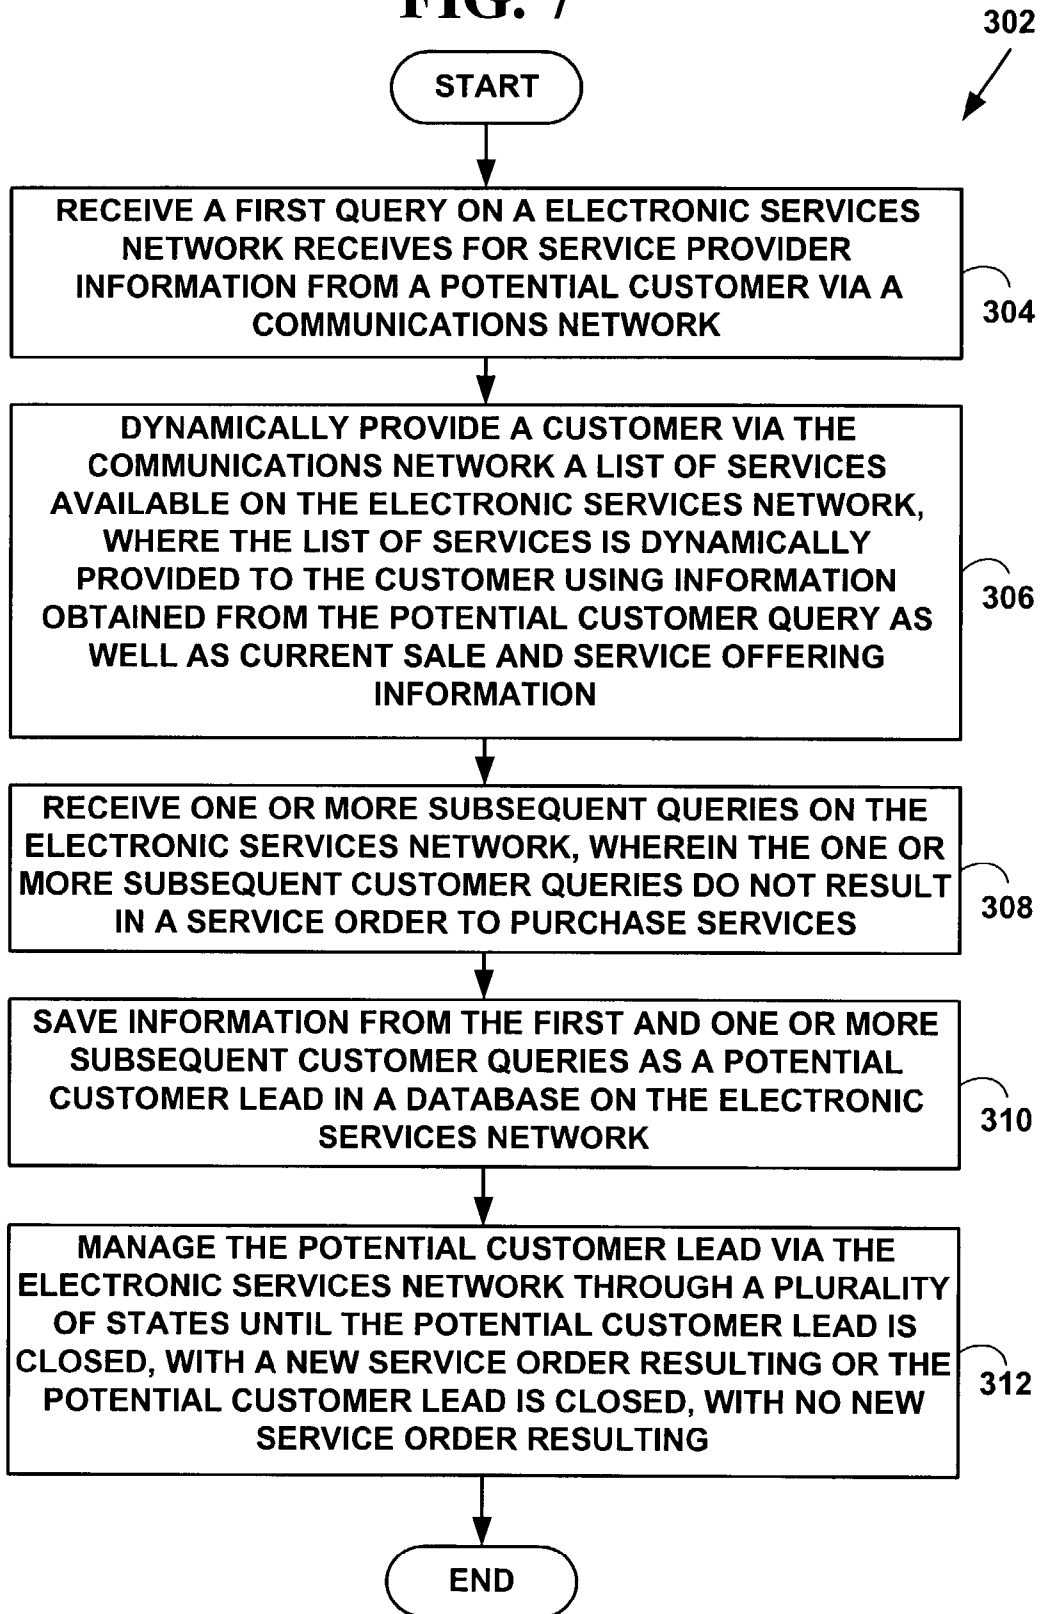 FIG. 7
302
START
RECEIVE A FIRST QUERY ON A ELECTRONIC SERVICES
NETWORK RECEIVES FOR SERVICE PROVIDER
INFORMATION FROM A POTENTIAL CUSTOMER VIA A
COMMUNICATIONS NETWORK
304
DYNAMICALLY PROVIDE A CUSTOMER VIA THE
COMMUNICATIONS NETWORK A LIST OF SERVICES
AVAILABLE ON THE ELECTRONIC SERVICES NETWORK,
WHERE THE LIST OF SERVICES IS DYNAMICALLY
PROVIDED TO THE CUSTOMER USING INFORMATION
OBTAINED FROM THE POTENTIAL CUSTOMER QUERY AS
WELL AS CURRENT SALE AND SERVICE OFFERING
INFORMATION
306
RECEIVE ONE OR MORE SUBSEQUENT QUERIES ON THE
ELECTRONIC SERVICES NETWORK, WHEREIN THE ONE OR
MORE SUBSEQUENT CUSTOMER QUERIES DO NOT RESULT
IN A SERVICE ORDER TO PURCHASE SERVICES
308
SAVE INFORMATION FROM THE FIRST AND ONE OR MORE
SUBSEQUENT CUSTOMER QUERIES AS A POTENTIAL
CUSTOMER LEAD IN A DATABASE ON THE ELECTRONIC
SERVICES NETWORK
310
MANAGE THE POTENTIAL CUSTOMER LEAD VIA THE
ELECTRONIC SERVICES NETWORK THROUGH A PLURALITY
OF STATES UNTIL THE POTENTIAL CUSTOMER LEAD IS
CLOSED, WITH A NEW SERVICE ORDER RESULTING OR THE
POTENTIAL CUSTOMER LEAD IS CLOSED, WITH NO NEW
SERVICE ORDER RESULTING
312
END